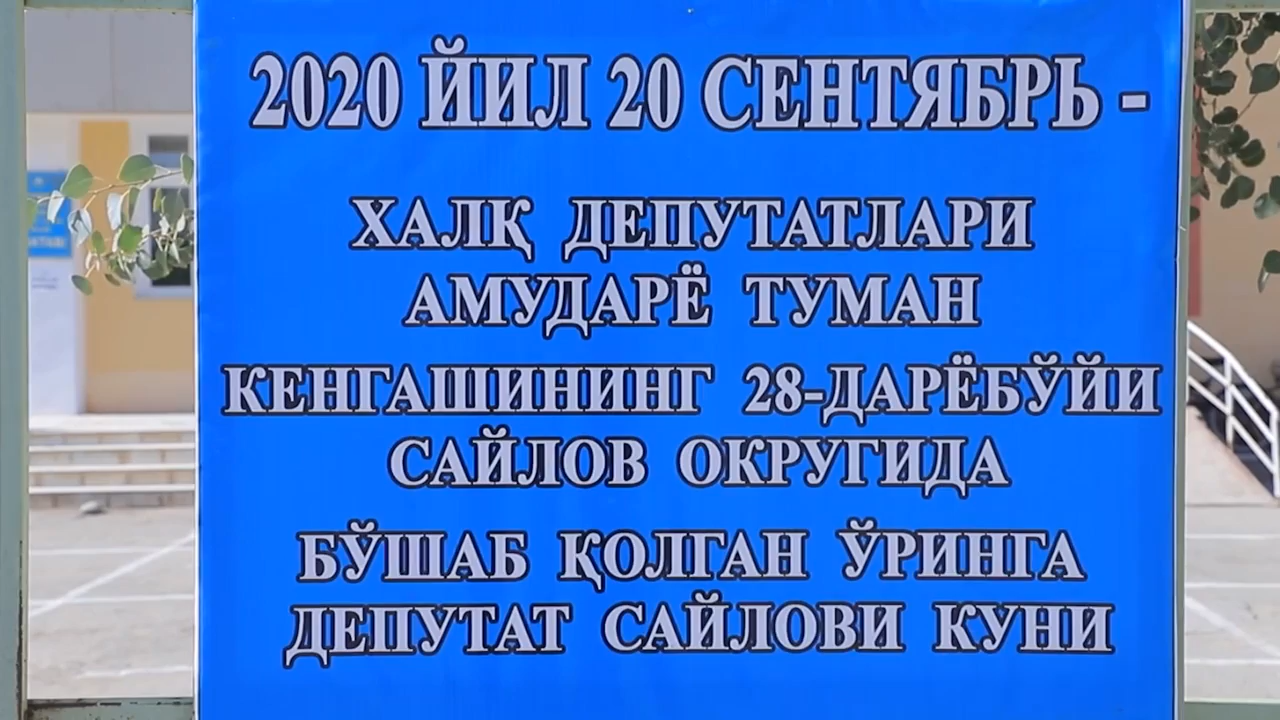 2020 ЙИЛ 20 СЕНТЯБРЬ -
ХАЛҚ ДЕПУТАТЛАРИ
АМУДАРЁ ТУМАН
КЕНГАШИНИНГ 28-ДАРЁБЎЙИ
САЙЛОВ ОКРУГИДА
БЎШАБ ҚОЛГАН ЎРИНГА
ДЕПУТАТ САЙЛОВИ КУНИ